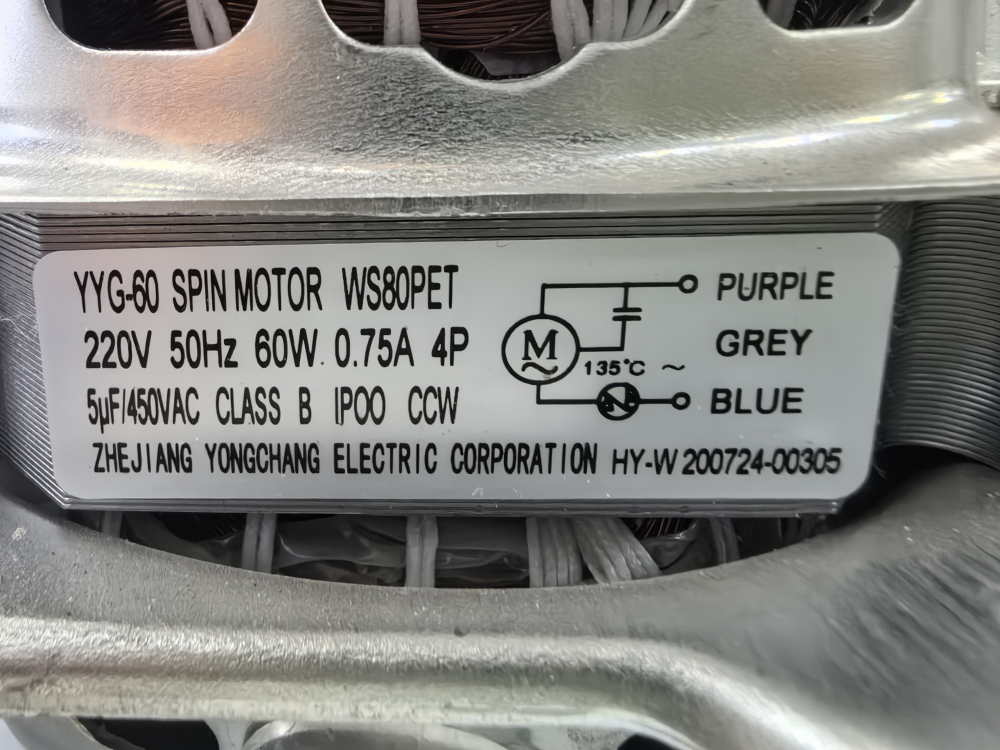 YYG-60 SPIN MOTOR WS80PET
220V 50Hz 60W 0.75A 4P
5µF/450VAC CLASS B IP00 CCW
ZHEJIANG YONGCHANG ELECTRIC CORPORATION HY-W 200724-00305
M
~
135°C ~
PURPLE
GREY
BLUE